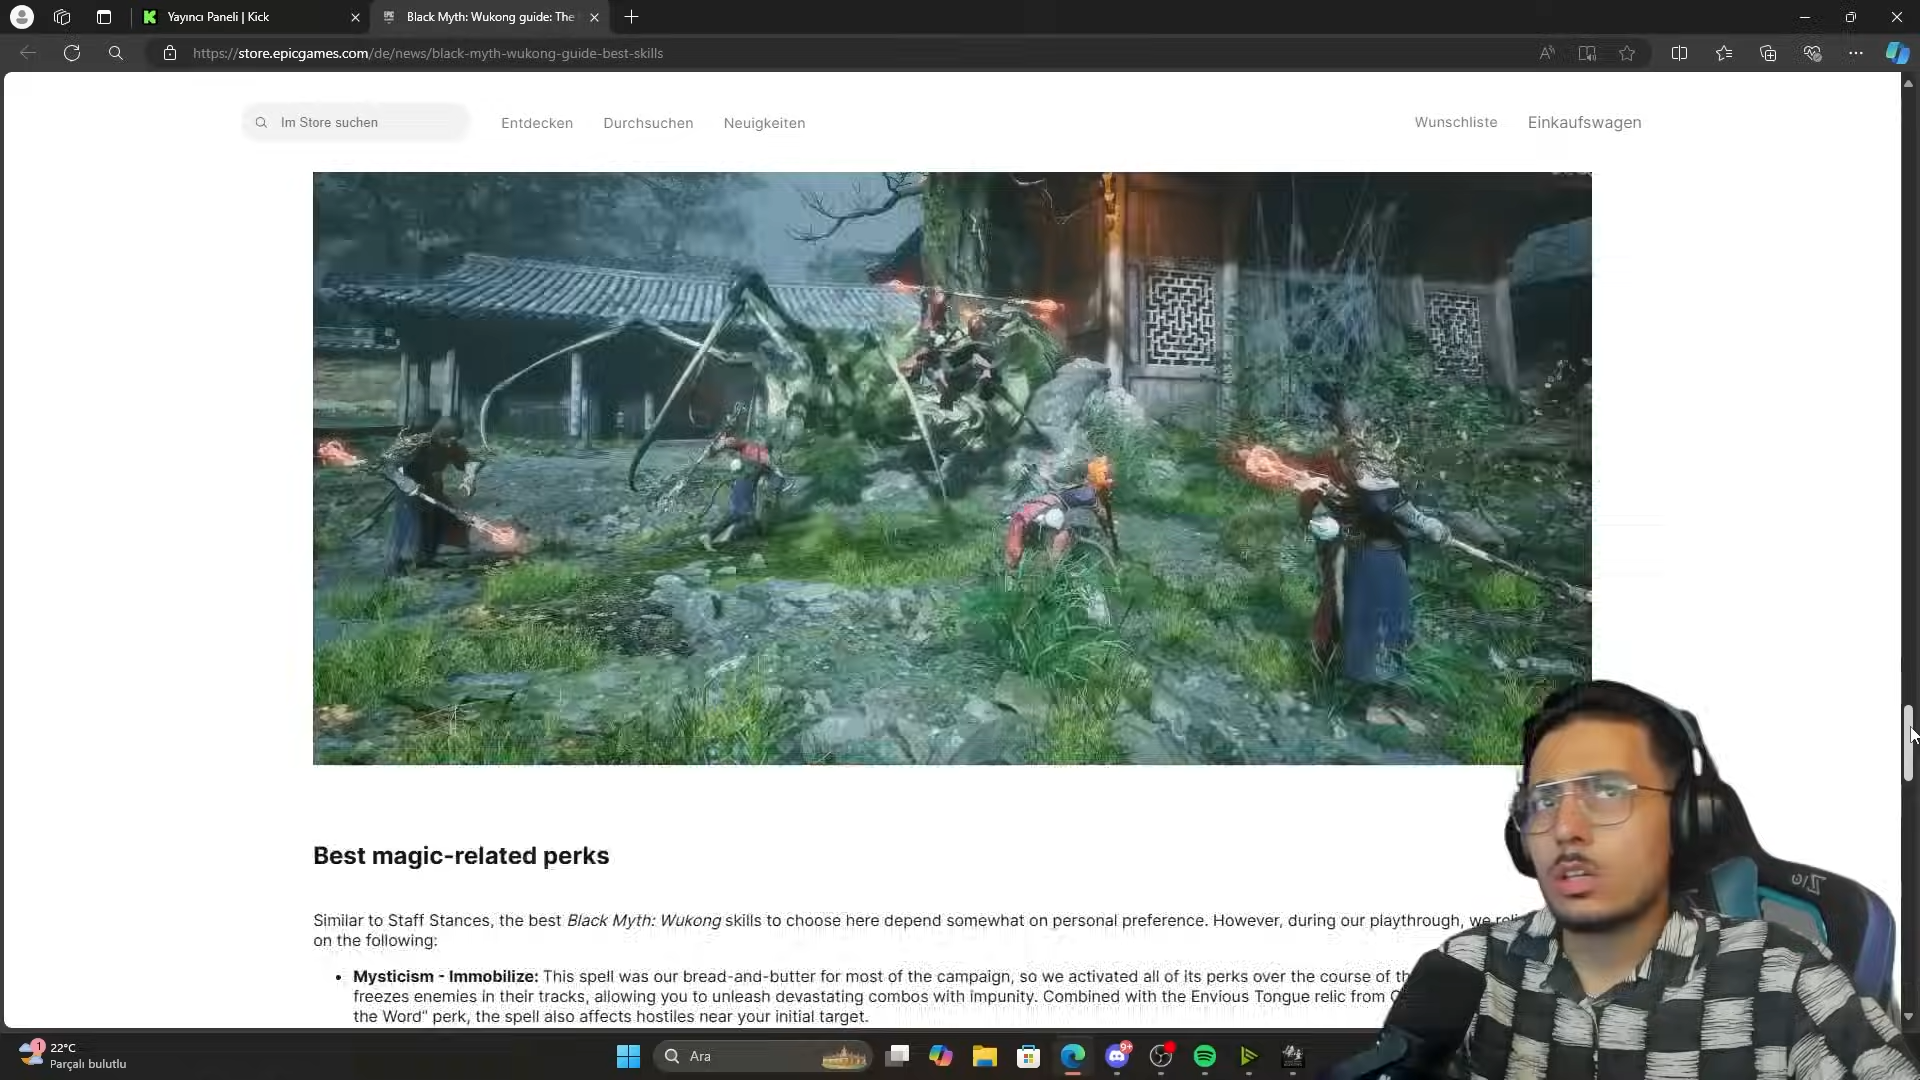 Yayıncı Paneli | Kick
Black Myth: Wukong guide: The
https://store.epicgames.com/de/news/black-myth-wukong-guide-best-skills
Im Store suchen
Entdecken
Durchsuchen
Neuigkeiten
Wunschliste
Einkaufswagen
Best magic-related perks
Similar to Staff Stances, the best Black Myth: Wukong skills to choose here depend somewhat on personal preference. However, during our playthrough, we
on the following:
• Mysticism - Immobilize: This spell was our bread-and-butter for most of the campaign, so we activated all of its perks over the course of
freezes enemies in their tracks, allowing you to unleash devastating combos with impunity. Combined with the Envious Tongue relic from
the Word" perk, the spell also affects hostiles near your initial target.
1
22°C
Parçalı bulutlu
Ara
9+